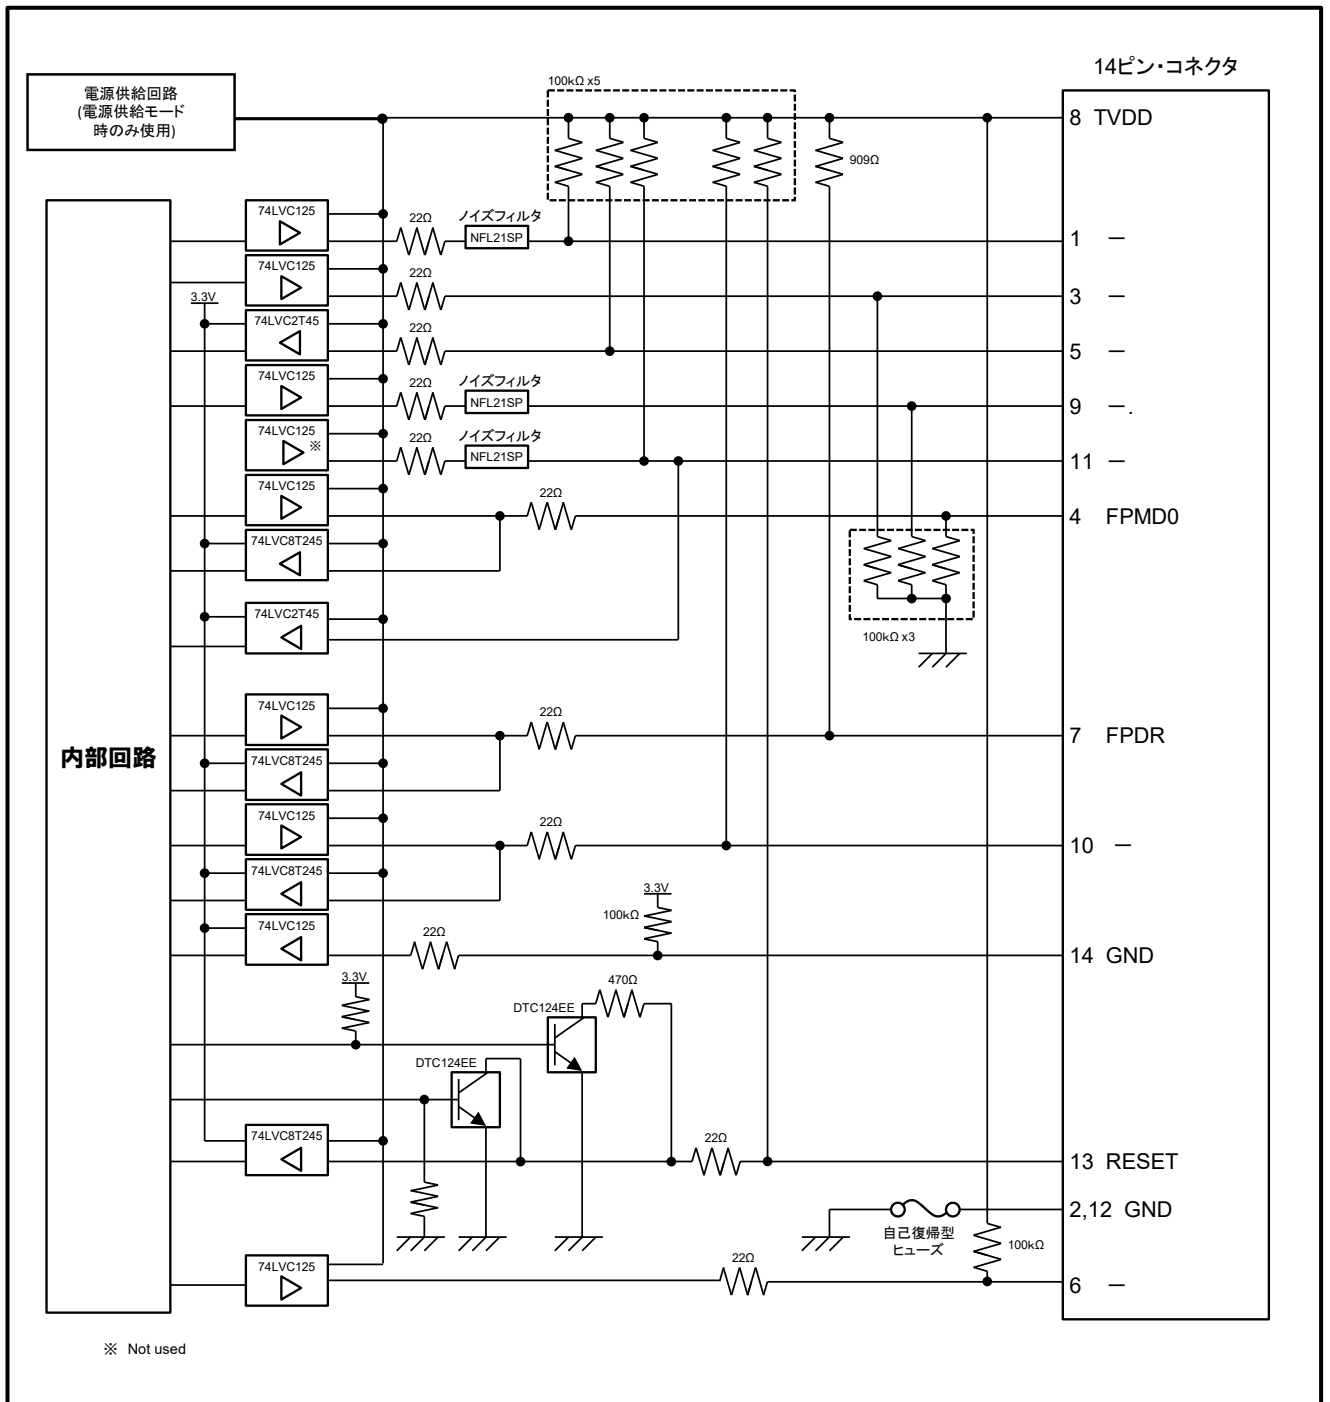 14ピン・コネクタ
電源供給回路
(電源供給モード
時のみ使用)
100kΩ x5
8 TVDD
909Ω
74LVC125
22Ω
ノイズフィルタ
NFL21SP
1 －
74LVC125
22Ω
3.3V
3 －
74LVC2T45
22Ω
5 －
74LVC125
22Ω
ノイズフィルタ
NFL21SP
9 －.
74LVC125
※
22Ω
ノイズフィルタ
NFL21SP
11 －
74LVC125
22Ω
4 FPMD0
74LVC8T245
74LVC2T45
100kΩ x3
74LVC125
22Ω
7 FPDR
内部回路
74LVC8T245
74LVC125
22Ω
10 －
74LVC8T245
3.3V
100kΩ
74LVC125
22Ω
14 GND
3.3V
470Ω
DTC124EE
DTC124EE
74LVC8T245
22Ω
13 RESET
2,12 GND
自己復帰型
ヒューズ
100kΩ
74LVC125
22Ω
6 －
※ Not used